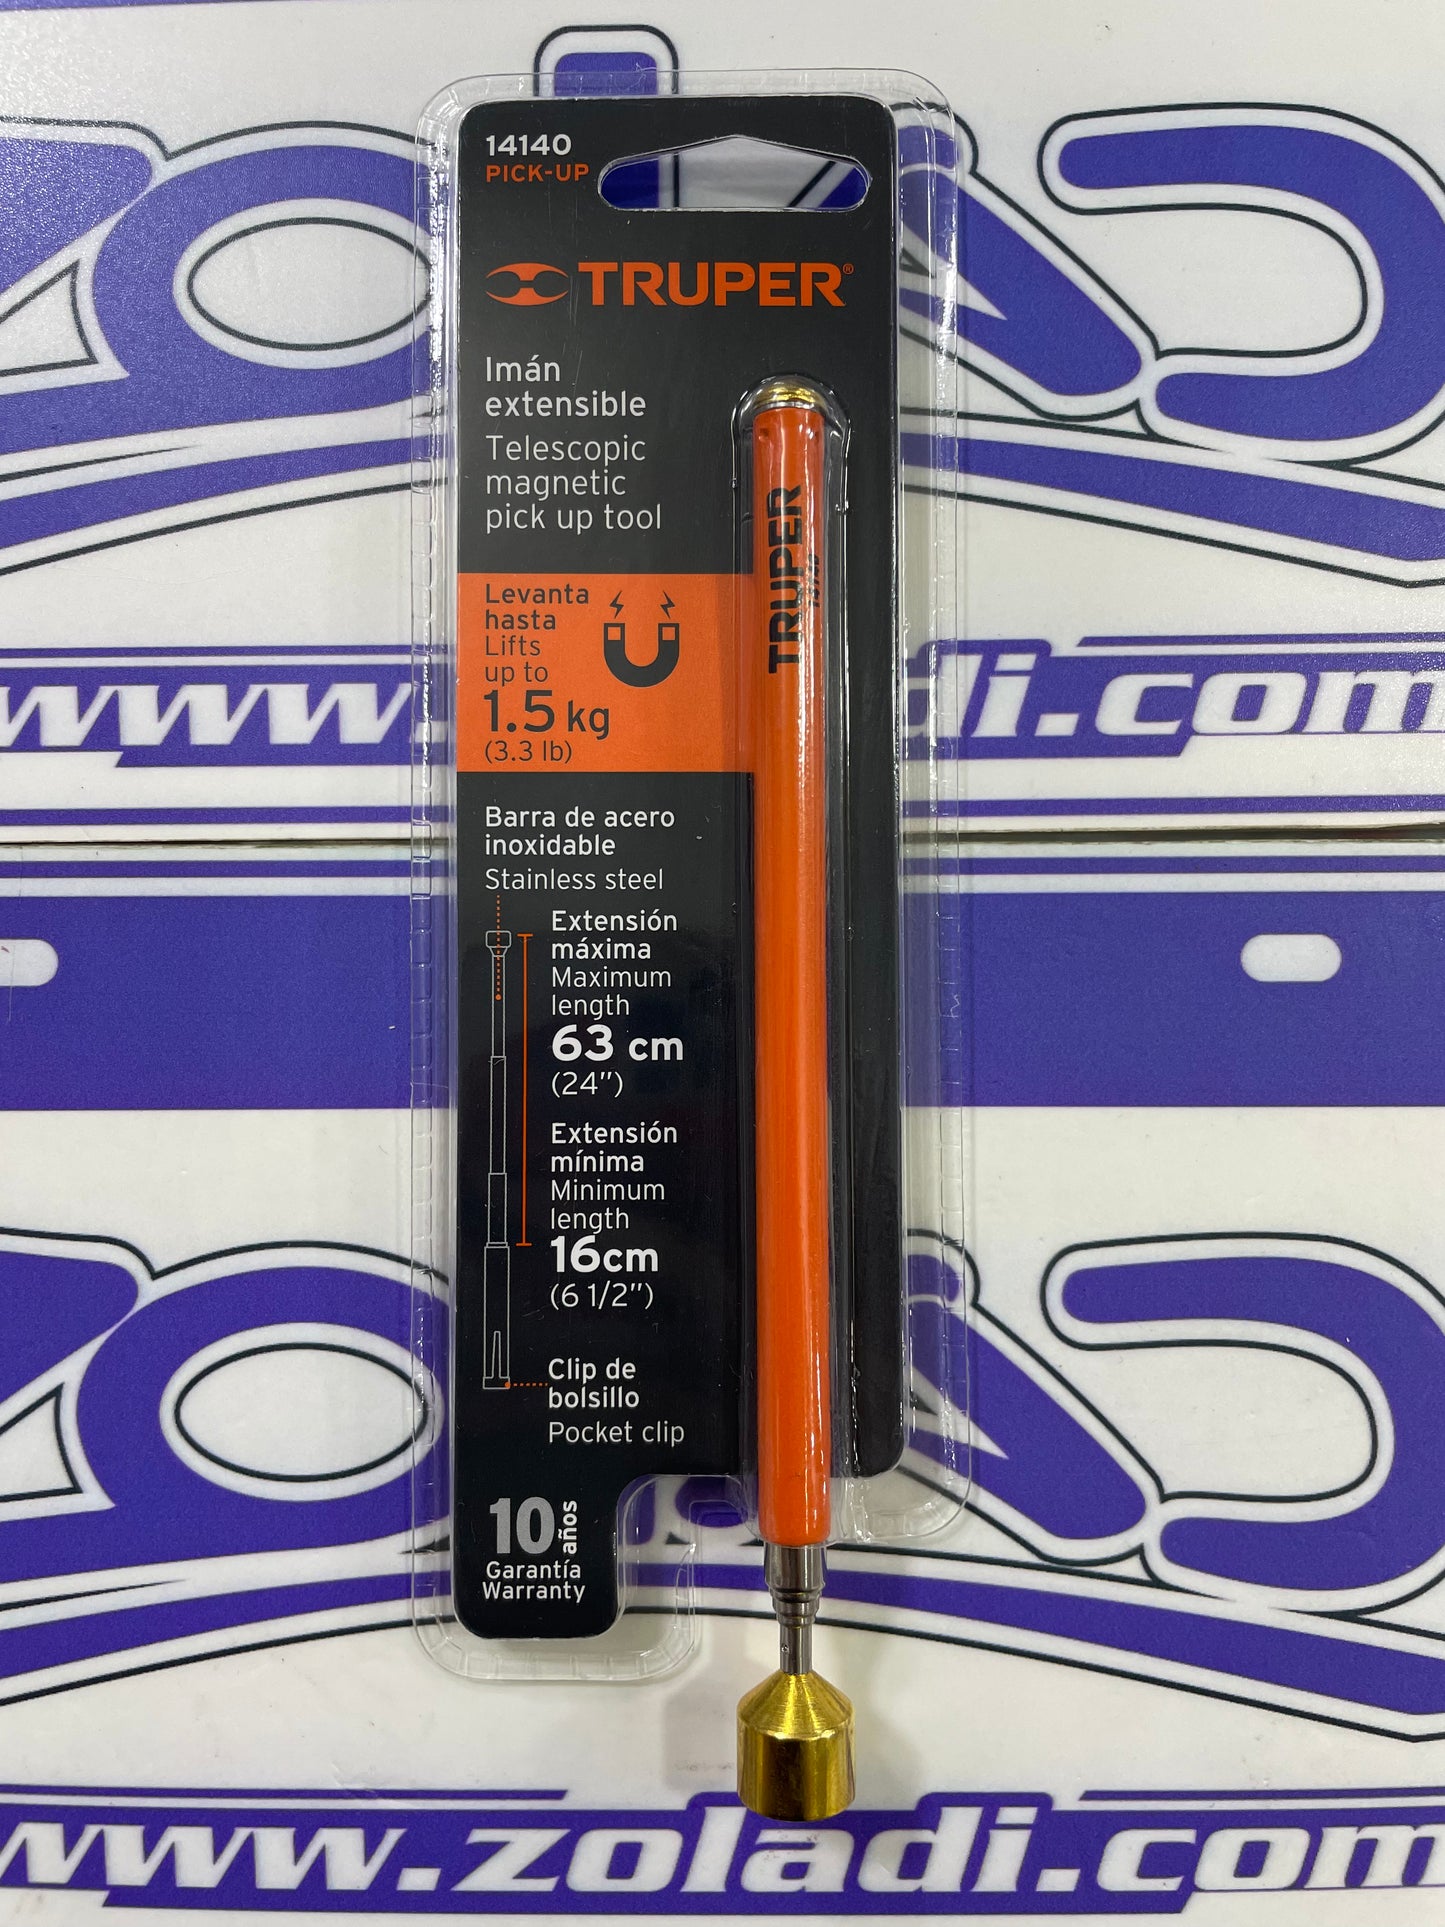 14140
PICK-UP
TRUPER®
Imán
extensible
Telescopic
magnetic
pick up tool
TRUPER
Levanta
hasta
Lifts
up to
1.5 kg
(3.3 lb)
Barra de acero
inoxidable
Stainless steel
Extensión
máxima
Maximum
length
63 cm
(24")
Extensión
mínima
Minimum
length
16cm
(6 1/2")
Clip de
bolsillo
Pocket clip
10 años
Garantía
Warranty
www.
di.com
www.zoladi.com